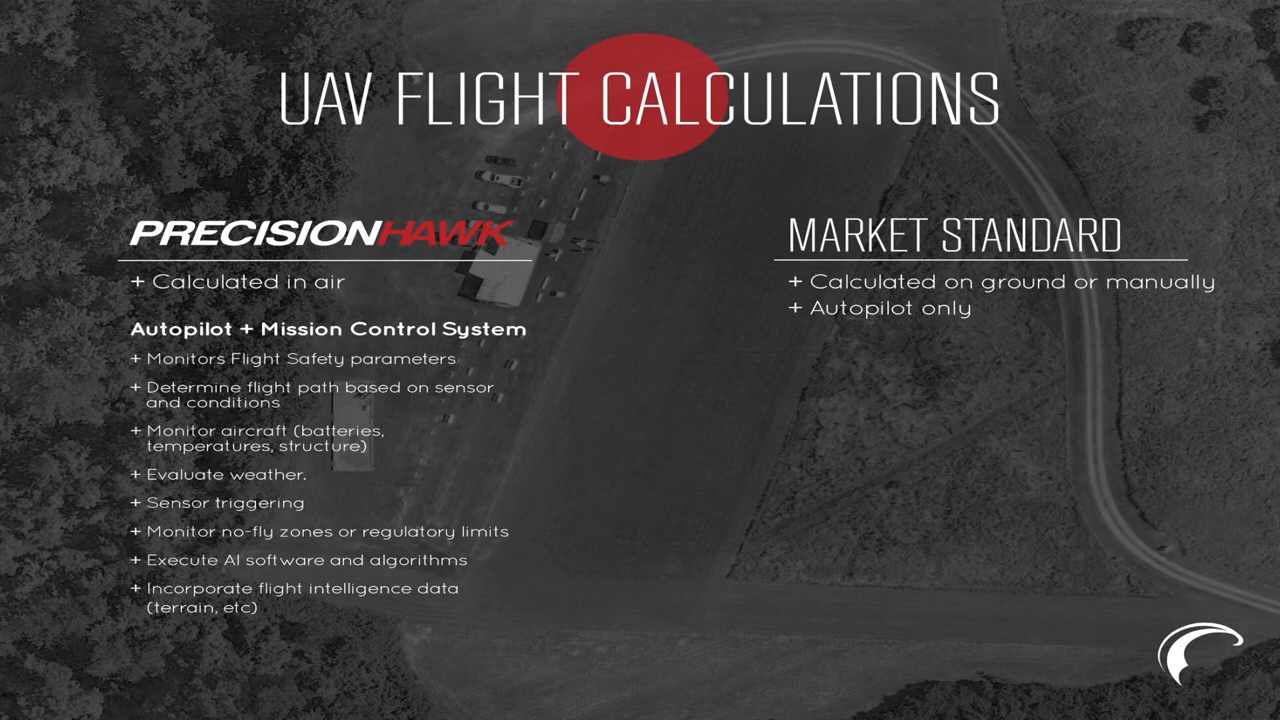 UAV FLIGHT CALCULATIONS
PRECISIONHAWK
+ Calculated in air
Autopilot + Mission Control System
+ Monitors Flight Safety parameters
+ Determine flight path based on sensor
and conditions
+ Monitor aircraft (batteries,
temperatures, structure)
+ Evaluate weather.
+ Sensor triggering
+ Monitor no-fly zones or regulatory limits
+ Execute AI software and algorithms
+ Incorporate flight intelligence data
(terrain, etc)
MARKET STANDARD
+ Calculated on ground or manually
+ Autopilot only